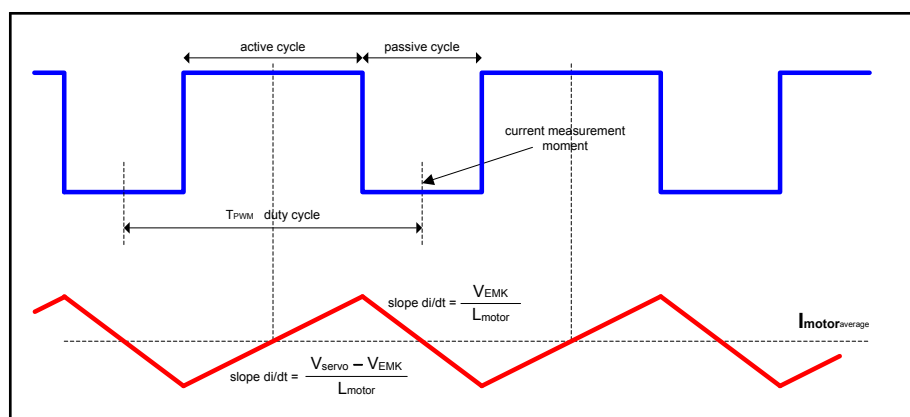 active cycle
passive cycle
current measurement
moment
TPWM duty cycle
slope di/dt = VEMK
Lmotor
Imotoraverage
slope di/dt = Vservo – VEMK
Lmotor